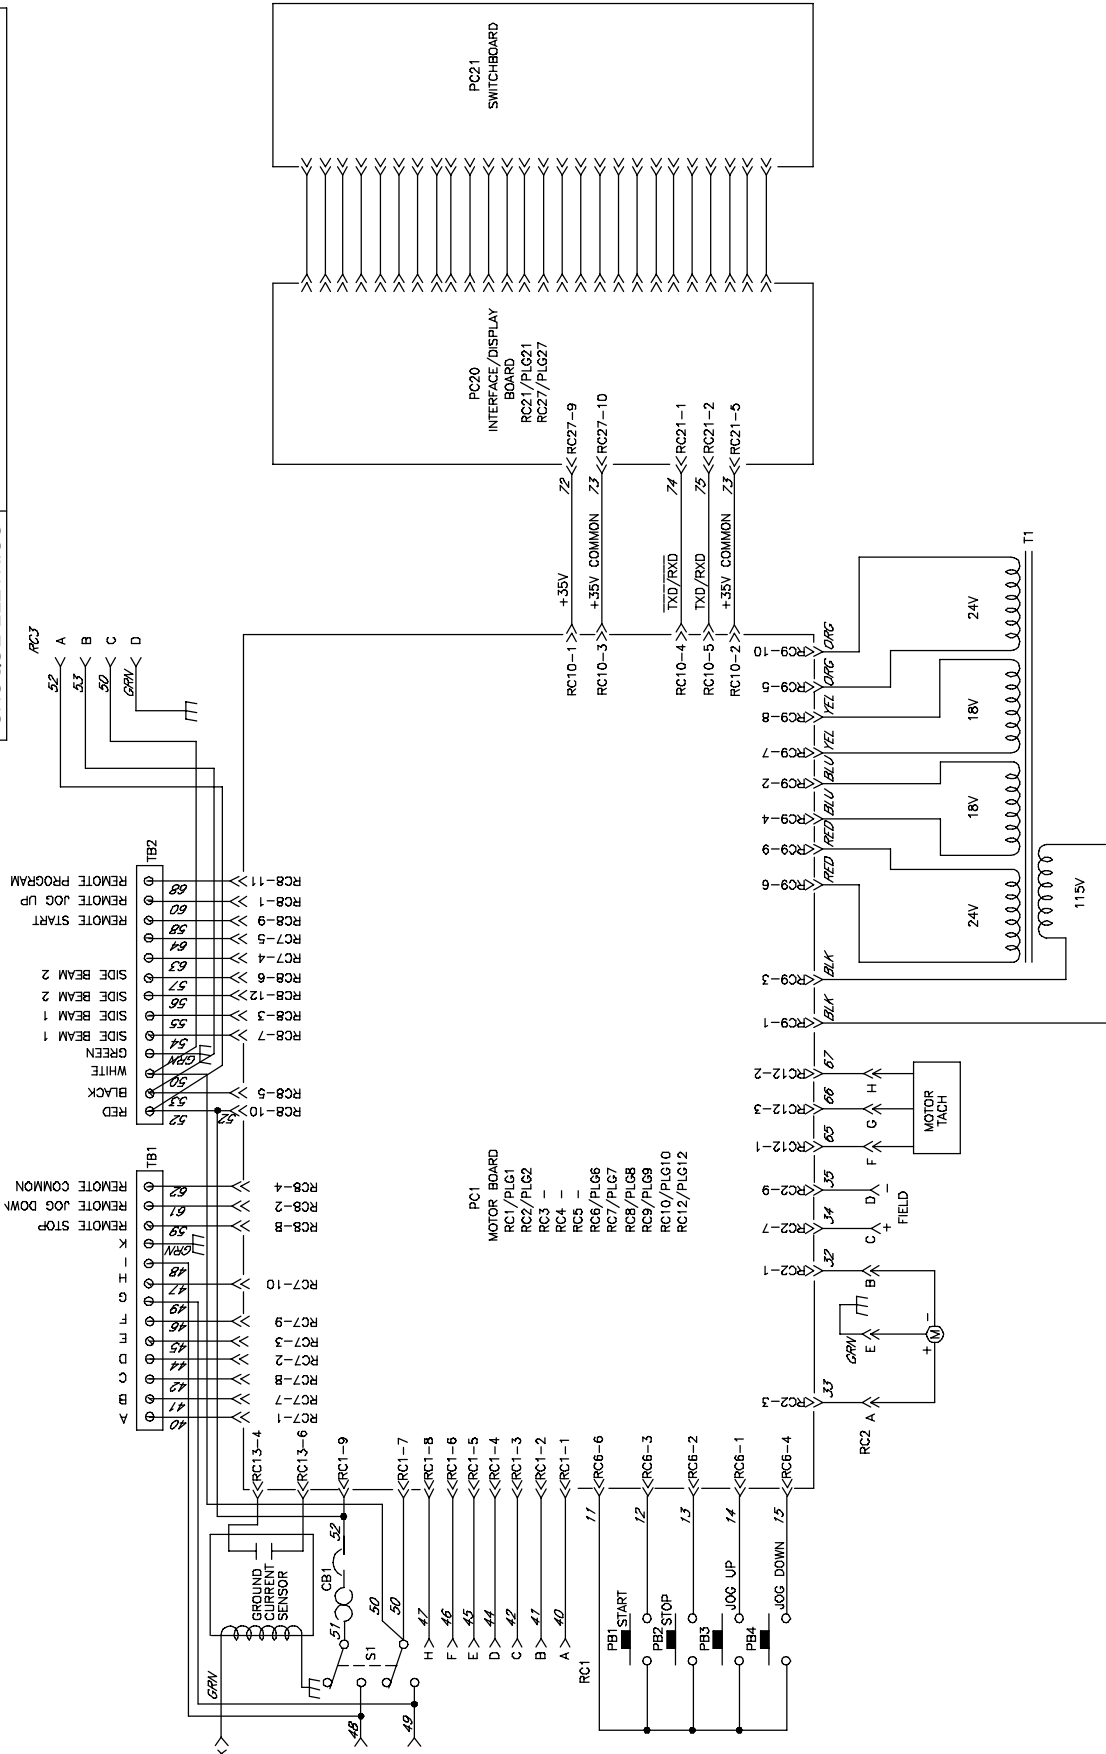 PC21
SWITCHBOARD
PC20
INTERFACE/DISPLAY
BOARD
RC21/PLG21
RC27/PLG27
RC27-9
RC27-10
RC21-1
RC21-2
RC21-5
72
73
74
75
73
+35V
+35V COMMON
TXD/RXD
TXD/RXD
+35V COMMON
RC10-1
RC10-3
RC10-4
RC10-5
RC10-2
RC3
A
B
C
D
52
53
50
GRN
TB2
REMOTE PROGRAM
REMOTE JOG UP
REMOTE START
SIDE BEAM 2
SIDE BEAM 2
SIDE BEAM 1
SIDE BEAM 1
GREEN
WHITE
BLACK
RED
68
60
58
64
63
57
56
55
54
GRN
50
53
52
52
RC8-11
RC8-1
RC8-9
RC7-5
RC7-4
RC8-6
RC8-12
RC8-3
RC8-7
RC8-5
RC8-10
TB1
REMOTE COMMON
REMOTE JOG DOWN
REMOTE STOP
K
I
H
G
F
E
D
C
B
A
62
61
59
GRN
48
47
49
46
45
44
42
41
40
RC8-4
RC8-2
RC8-8
RC7-10
RC7-9
RC7-3
RC7-2
RC7-8
RC7-7
RC7-1
PC1
MOTOR BOARD
RC1/PLG1
RC2/PLG2
RC3 -
RC4 -
RC5 -
RC6/PLG6
RC7/PLG7
RC8/PLG8
RC9/PLG9
RC10/PLG10
RC12/PLG12
RC9-10
RC9-5
RC9-8
RC9-7
RC9-2
RC9-4
RC9-9
RC9-6
RC9-3
RC9-1
ORG
ORG
YEL
YEL
BLU
BLU
RED
RED
BLK
BLK
T1
24V
18V
18V
24V
115V
RC12-2
RC12-3
RC12-1
RC2-9
RC2-7
RC2-1
RC2-3
67
66
65
35
34
32
33
H
G
F
D
C
B
E
A
MOTOR
TACH
-
+
FIELD
GRN
-
M
+
RC2
RC13-4
RC13-6
RC1-9
RC1-7
RC1-8
RC1-6
RC1-5
RC1-4
RC1-3
RC1-2
RC1-1
RC6-6
RC6-3
RC6-2
RC6-1
RC6-4
GROUND
CURRENT
SENSOR
GRN
52
CB1
51
50
50
S1
48
49
47
46
45
44
42
41
40
H
F
E
D
C
B
A
RC1
11
12
13
14
15
PB1
START
PB2
STOP
PB3
JOG UP
PB4
JOG DOWN